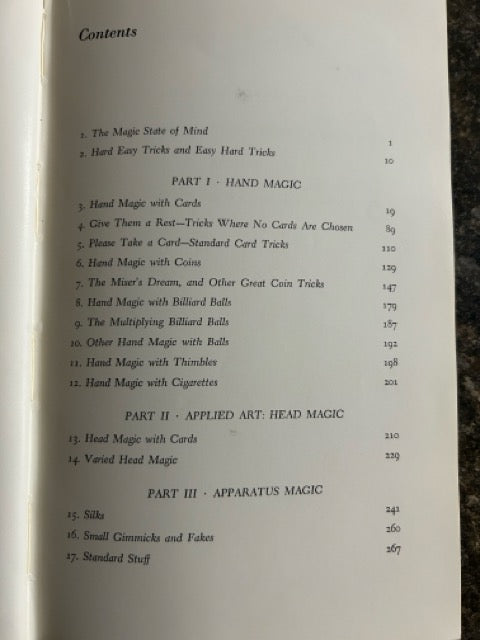 Contents
1. The Magic State of Mind 1
2. Hard Easy Tricks and Easy Hard Tricks 10
PART I · HAND MAGIC
3. Hand Magic with Cards 19
4. Give Them a Rest—Tricks Where No Cards Are Chosen 89
5. Please Take a Card—Standard Card Tricks 110
6. Hand Magic with Coins 129
7. The Miser's Dream, and Other Great Coin Tricks 147
8. Hand Magic with Billiard Balls 179
9. The Multiplying Billiard Balls 187
10. Other Hand Magic with Balls 192
11. Hand Magic with Thimbles 198
12. Hand Magic with Cigarettes 201
PART II · APPLIED ART: HEAD MAGIC
13. Head Magic with Cards 210
14. Varied Head Magic 229
PART III · APPARATUS MAGIC
15. Silks 241
16. Small Gimmicks and Fakes 260
17. Standard Stuff 267